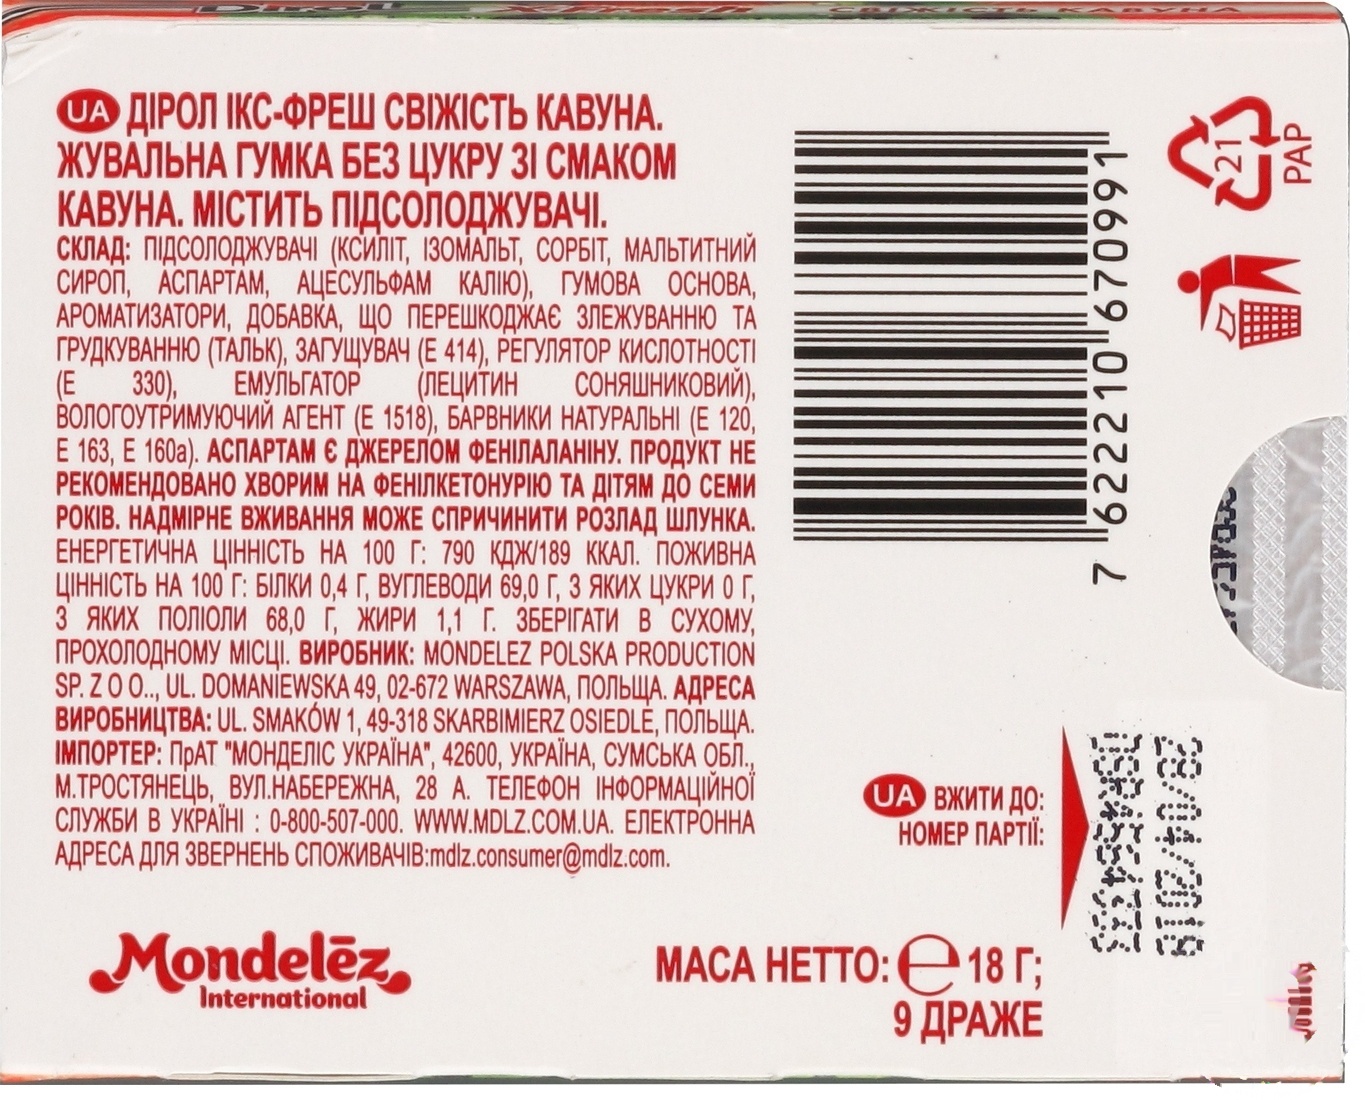 Dirol X-Fresh СВІЖІСТЬ КАВУНА
UA ДІРОЛ ІКС-ФРЕШ СВІЖІСТЬ КАВУНА.
ЖУВАЛЬНА ГУМКА БЕЗ ЦУКРУ ЗІ СМАКОМ
КАВУНА. МІСТИТЬ ПІДСОЛОДЖУВАЧІ.
СКЛАД: ПІДСОЛОДЖУВАЧІ (КСИЛІТ, ІЗОМАЛЬТ, СОРБІТ, МАЛЬТИТНИЙ
СИРОП, АСПАРТАМ, АЦЕСУЛЬФАМ КАЛІЮ), ГУМОВА ОСНОВА,
АРОМАТИЗАТОРИ, ДОБАВКА, ЩО ПЕРЕШКОДЖАЄ ЗЛЕЖУВАННЮ ТА
ГРУДКУВАННЮ (ТАЛЬК), ЗАГУЩУВАЧ (Е 414), РЕГУЛЯТОР КИСЛОТНОСТІ
(Е 330), ЕМУЛЬГАТОР (ЛЕЦИТИН СОНЯШНИКОВИЙ),
ВОЛОГОУТРИМУЮЧИЙ АГЕНТ (Е 1518), БАРВНИКИ НАТУРАЛЬНІ (Е 120,
Е 163, Е 160а). АСПАРТАМ Є ДЖЕРЕЛОМ ФЕНІЛАЛАНІНУ. ПРОДУКТ НЕ
РЕКОМЕНДОВАНО ХВОРИМ НА ФЕНІЛКЕТОНУРІЮ ТА ДІТЯМ ДО СЕМИ
РОКІВ. НАДМІРНЕ ВЖИВАННЯ МОЖЕ СПРИЧИНИТИ РОЗЛАД ШЛУНКА.
ЕНЕРГЕТИЧНА ЦІННІСТЬ НА 100 Г: 790 КДЖ/189 ККАЛ. ПОЖИВНА
ЦІННІСТЬ НА 100 Г: БІЛКИ 0,4 Г, ВУГЛЕВОДИ 69,0 Г, З ЯКИХ ЦУКРИ 0 Г,
З ЯКИХ ПОЛІОЛИ 68,0 Г, ЖИРИ 1,1 Г. ЗБЕРІГАТИ В СУХОМУ,
ПРОХОЛОДНОМУ МІСЦІ. ВИРОБНИК: MONDELEZ POLSKA PRODUCTION
SP. Z O O.., UL. DOMANIEWSKA 49, 02-672 WARSZAWA, ПОЛЬЩА. АДРЕСА
ВИРОБНИЦТВА: UL. SMAKÓW 1, 49-318 SKARBIMIERZ OSIEDLE, ПОЛЬЩА.
ІМПОРТЕР: ПрАТ "МОНДЕЛІС УКРАЇНА", 42600, УКРАЇНА, СУМСЬКА ОБЛ.,
М.ТРОСТЯНЕЦЬ, ВУЛ.НАБЕРЕЖНА, 28 А. ТЕЛЕФОН ІНФОРМАЦІЙНОЇ
СЛУЖБИ В УКРАЇНІ : 0-800-507-000. WWW.MDLZ.COM.UA. ЕЛЕКТРОННА
АДРЕСА ДЛЯ ЗВЕРНЕНЬ СПОЖИВАЧІВ:mdlz.consumer@mdlz.com.
Mondelēz
International
7 622210 670991
21
PAP
UA ВЖИТИ ДО:
НОМЕР ПАРТІЇ:
28/04/2019
МАСА НЕТТО: ℮ 18 Г;
9 ДРАЖЕ